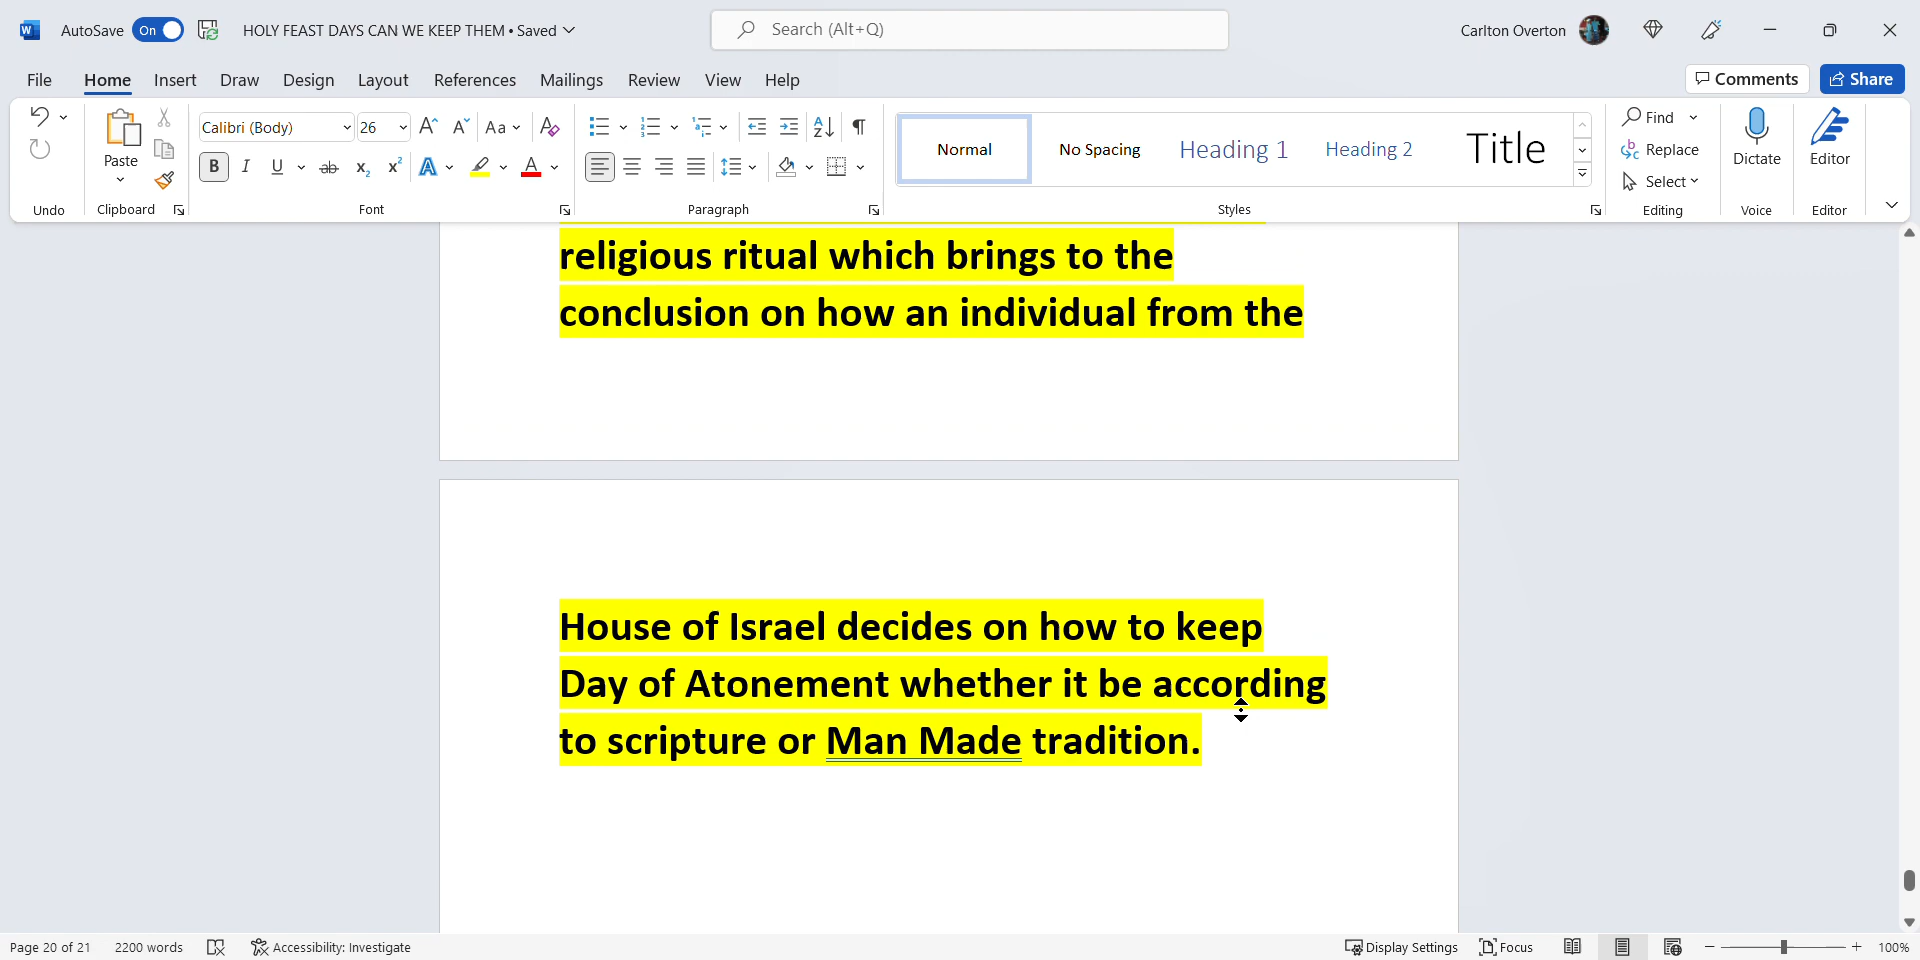 AutoSave On HOLY FEAST DAYS CAN WE KEEP THEM • Saved Search (Alt+Q) Carlton Overton
File Home Insert Draw Design Layout References Mailings Review View Help Comments Share
Calibri (Body) 26 Aa
Normal No Spacing Heading 1 Heading 2 Title
Find
Replace
Select
Paste
Dictate Editor
B I U ab x₂ x² A A
Undo Clipboard Font Paragraph Styles Editing Voice Editor
religious ritual which brings to the
conclusion on how an individual from the
House of Israel decides on how to keep
Day of Atonement whether it be according
to scripture or Man Made tradition.
Page 20 of 21 2200 words Accessibility: Investigate Display Settings Focus 100%